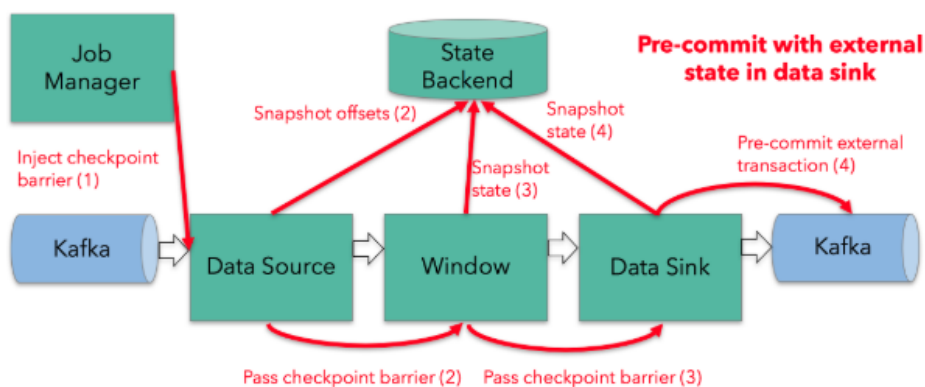 Job
Manager
State
Backend
Pre-commit with external
state in data sink
Snapshot offsets (2)
Snapshot
state (4)
Pre-commit external
transaction (4)
Inject checkpoint
barrier (1)
Snapshot
state (3)
Kafka
Data Source
Window
Data Sink
Kafka
Pass checkpoint barrier (2)
Pass checkpoint barrier (3)